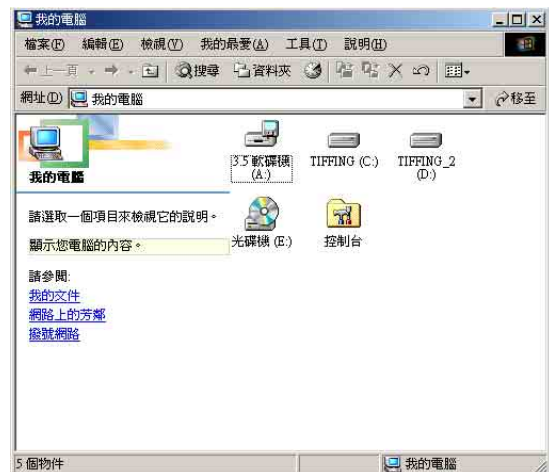 我的電腦
檔案(F) 編輯(E) 檢視(V) 我的最愛(A) 工具(T) 說明(H)
上一頁 搜尋 資料夾
網址(D) 我的電腦 移至
我的電腦
請選取一個項目來檢視它的說明。
顯示您電腦的內容。
請參閱:
我的文件
網路上的芳鄰
撥號網路
3.5 軟碟機 (A:)
TIFFING (C:)
TIFFING_2 (D:)
光碟機 (E:)
控制台
5 個物件 我的電腦